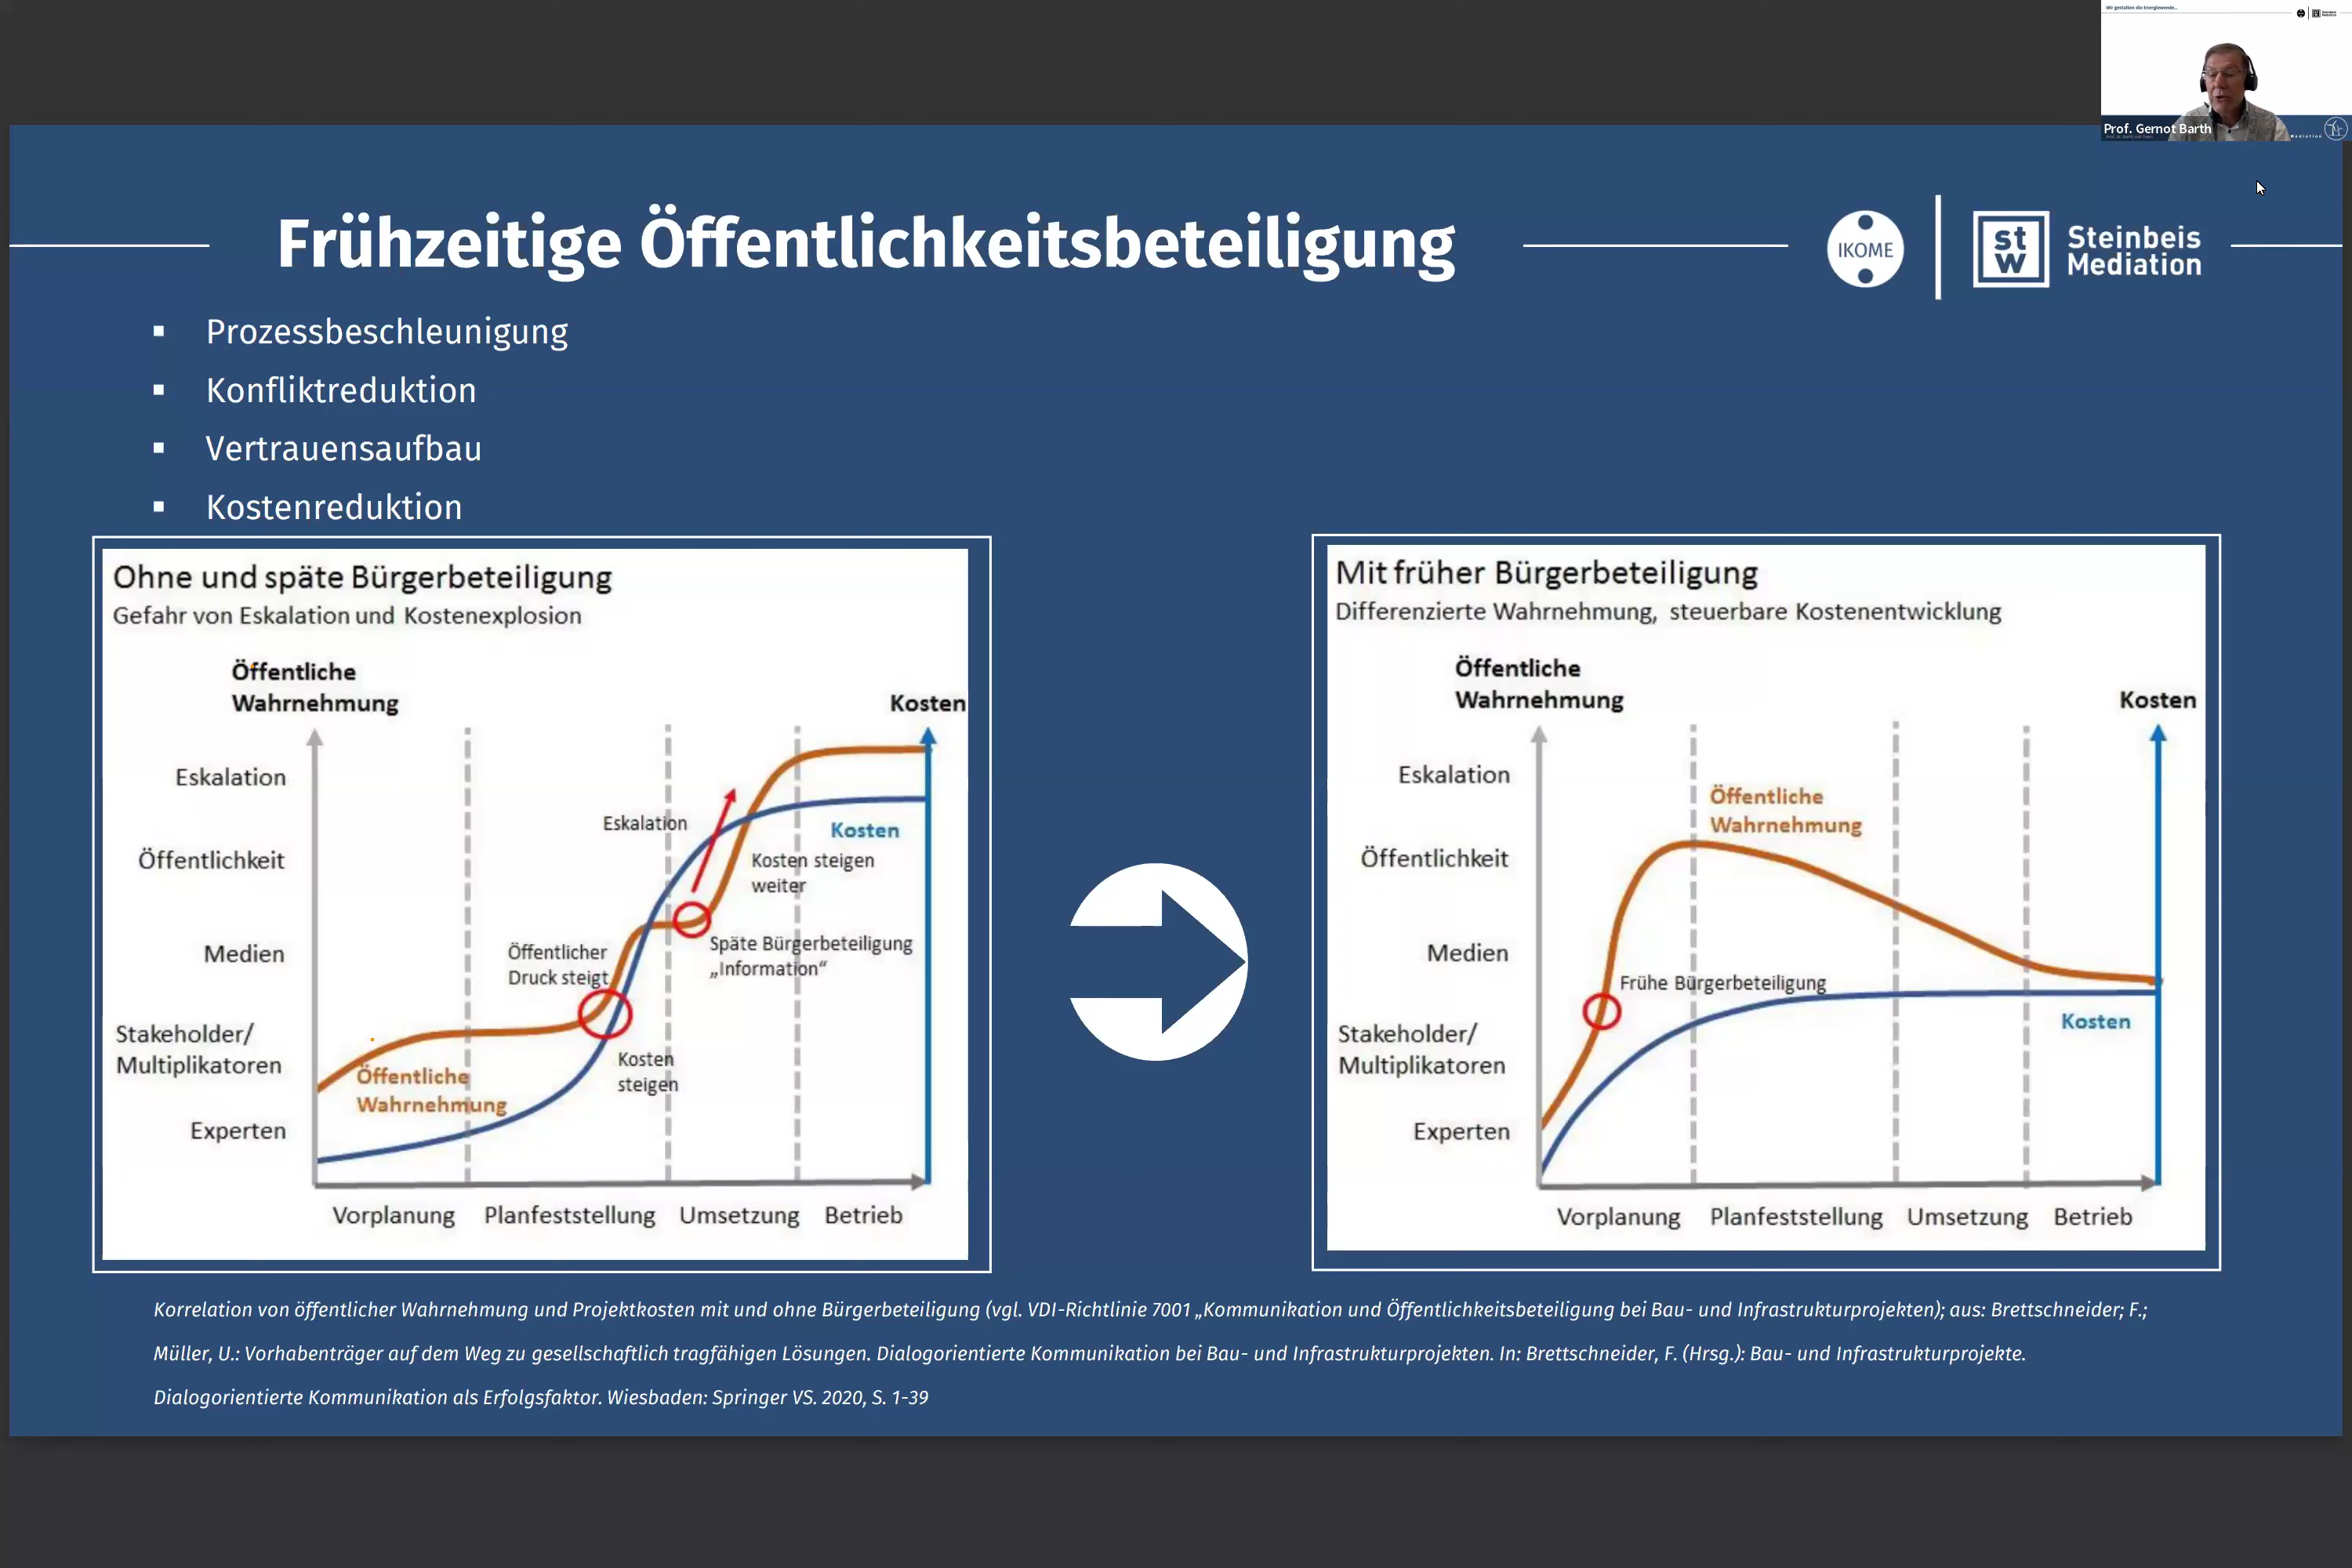 Wir gestalten die Energiewende...
Prof. Gernot Barth
Frühzeitige Öffentlichkeitsbeteiligung
IKOME
st
W
Steinbeis
Mediation
Prozessbeschleunigung
Konfliktreduktion
Vertrauensaufbau
Kostenreduktion
Ohne und späte Bürgerbeteiligung
Gefahr von Eskalation und Kostenexplosion
Öffentliche
Wahrnehmung
Kosten
Eskalation
Öffentlichkeit
Medien
Stakeholder/
Multiplikatoren
Experten
Eskalation
Kosten
Kosten steigen
weiter
Öffentlicher
Druck steigt
Späte Bürgerbeteiligung
„Information“
Kosten
steigen
Öffentliche
Wahrnehmung
Vorplanung
Planfeststellung
Umsetzung
Betrieb
Mit früher Bürgerbeteiligung
Differenzierte Wahrnehmung, steuerbare Kostenentwicklung
Öffentliche
Wahrnehmung
Kosten
Eskalation
Öffentlichkeit
Medien
Stakeholder/
Multiplikatoren
Experten
Öffentliche
Wahrnehmung
Frühe Bürgerbeteiligung
Kosten
Vorplanung
Planfeststellung
Umsetzung
Betrieb
Korrelation von öffentlicher Wahrnehmung und Projektkosten mit und ohne Bürgerbeteiligung (vgl. VDI-Richtlinie 7001 „Kommunikation und Öffentlichkeitsbeteiligung bei Bau- und Infrastrukturprojekten); aus: Brettschneider; F.;
Müller, U.: Vorhabenträger auf dem Weg zu gesellschaftlich tragfähigen Lösungen. Dialogorientierte Kommunikation bei Bau- und Infrastrukturprojekten. In: Brettschneider, F. (Hrsg.): Bau- und Infrastrukturprojekte.
Dialogorientierte Kommunikation als Erfolgsfaktor. Wiesbaden: Springer VS. 2020, S. 1-39